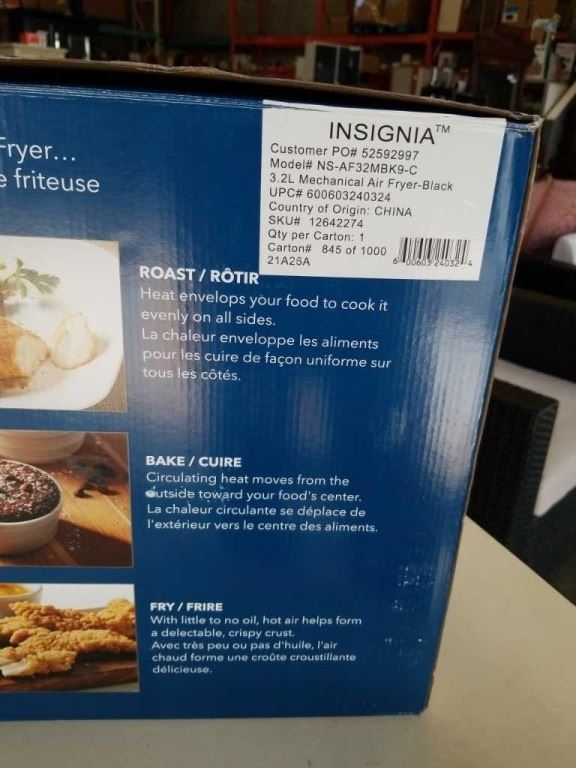 Fryer...
e friteuse
INSIGNIA™
Customer PO# 52592997
Model# NS-AF32MBK9-C
3.2L Mechanical Air Fryer-Black
UPC# 600603240324
Country of Origin: CHINA
SKU# 12642274
Qty per Carton: 1
Carton# 845 of 1000
21A26A
6 00603 24032 4
ROAST / RÔTIR
Heat envelops your food to cook it
evenly on all sides.
La chaleur enveloppe les aliments
pour les cuire de façon uniforme sur
tous les côtés.
BAKE / CUIRE
Circulating heat moves from the
outside toward your food's center.
La chaleur circulante se déplace de
l'extérieur vers le centre des aliments.
FRY / FRIRE
With little to no oil, hot air helps form
a delectable, crispy crust.
Avec très peu ou pas d'huile, l'air
chaud forme une croûte croustillante
délicieuse.